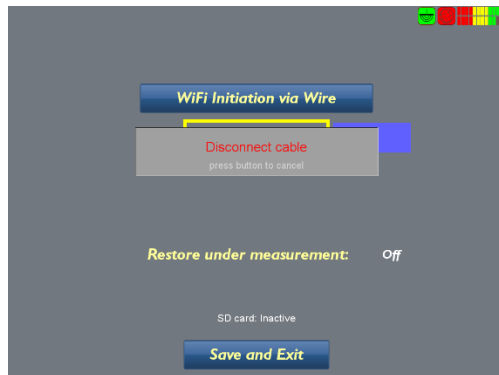 WiFi Initiation via Wire
Disconnect cable
press button to cancel
Restore under measurement: Off
SD card: Inactive
Save and Exit